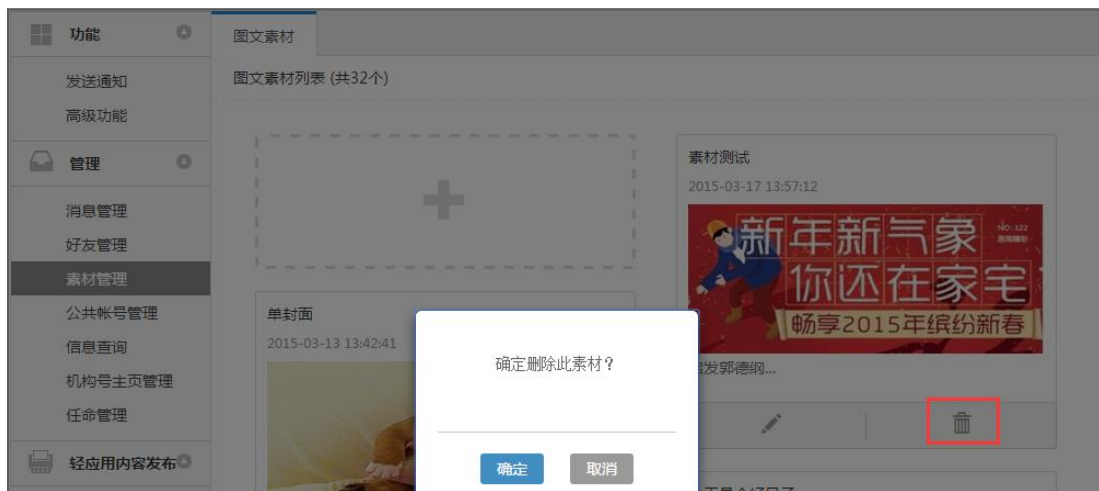 功能
发送通知
高级功能
管理
消息管理
好友管理
素材管理
公共帐号管理
信息查询
机构号主页管理
任命管理
轻应用内容发布
图文素材
图文素材列表 (共32个)
素材测试
2015-03-17 13:57:12
新年新气象
NO:122
你还在家宅
畅享2015年缤纷新春
发郭德纲...
单封面
2015-03-13 13:42:41
确定删除此素材？
确定
取消